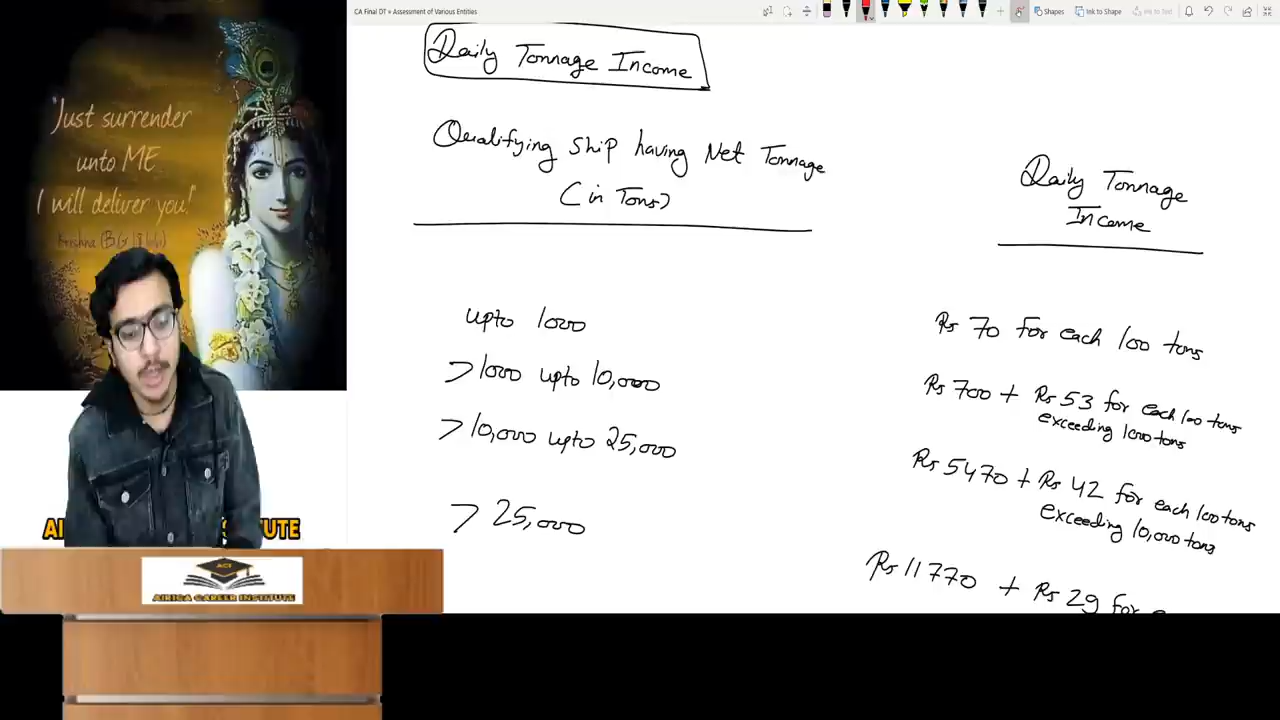 CA Final DT » Assessment of Various Entities
Shapes
Ink to Shape
Ink to Text
Daily Tonnage Income
Qualifying Ship having Net Tonnage
(in Tons)
Daily Tonnage
Income
upto 1000
Rs 70 for each 100 tons
>1000 upto 10,000
Rs 700 + Rs 53 for each 100 tons
exceeding 1000 tons
>10,000 upto 25,000
Rs 5470 + Rs 42 for each 100 tons
exceeding 10,000 tons
> 25,000
Rs 11770 + Rs 29 for
"Just surrender
unto ME
I will deliver you!"
ACI
AIRICA CAREER INSTITUTE